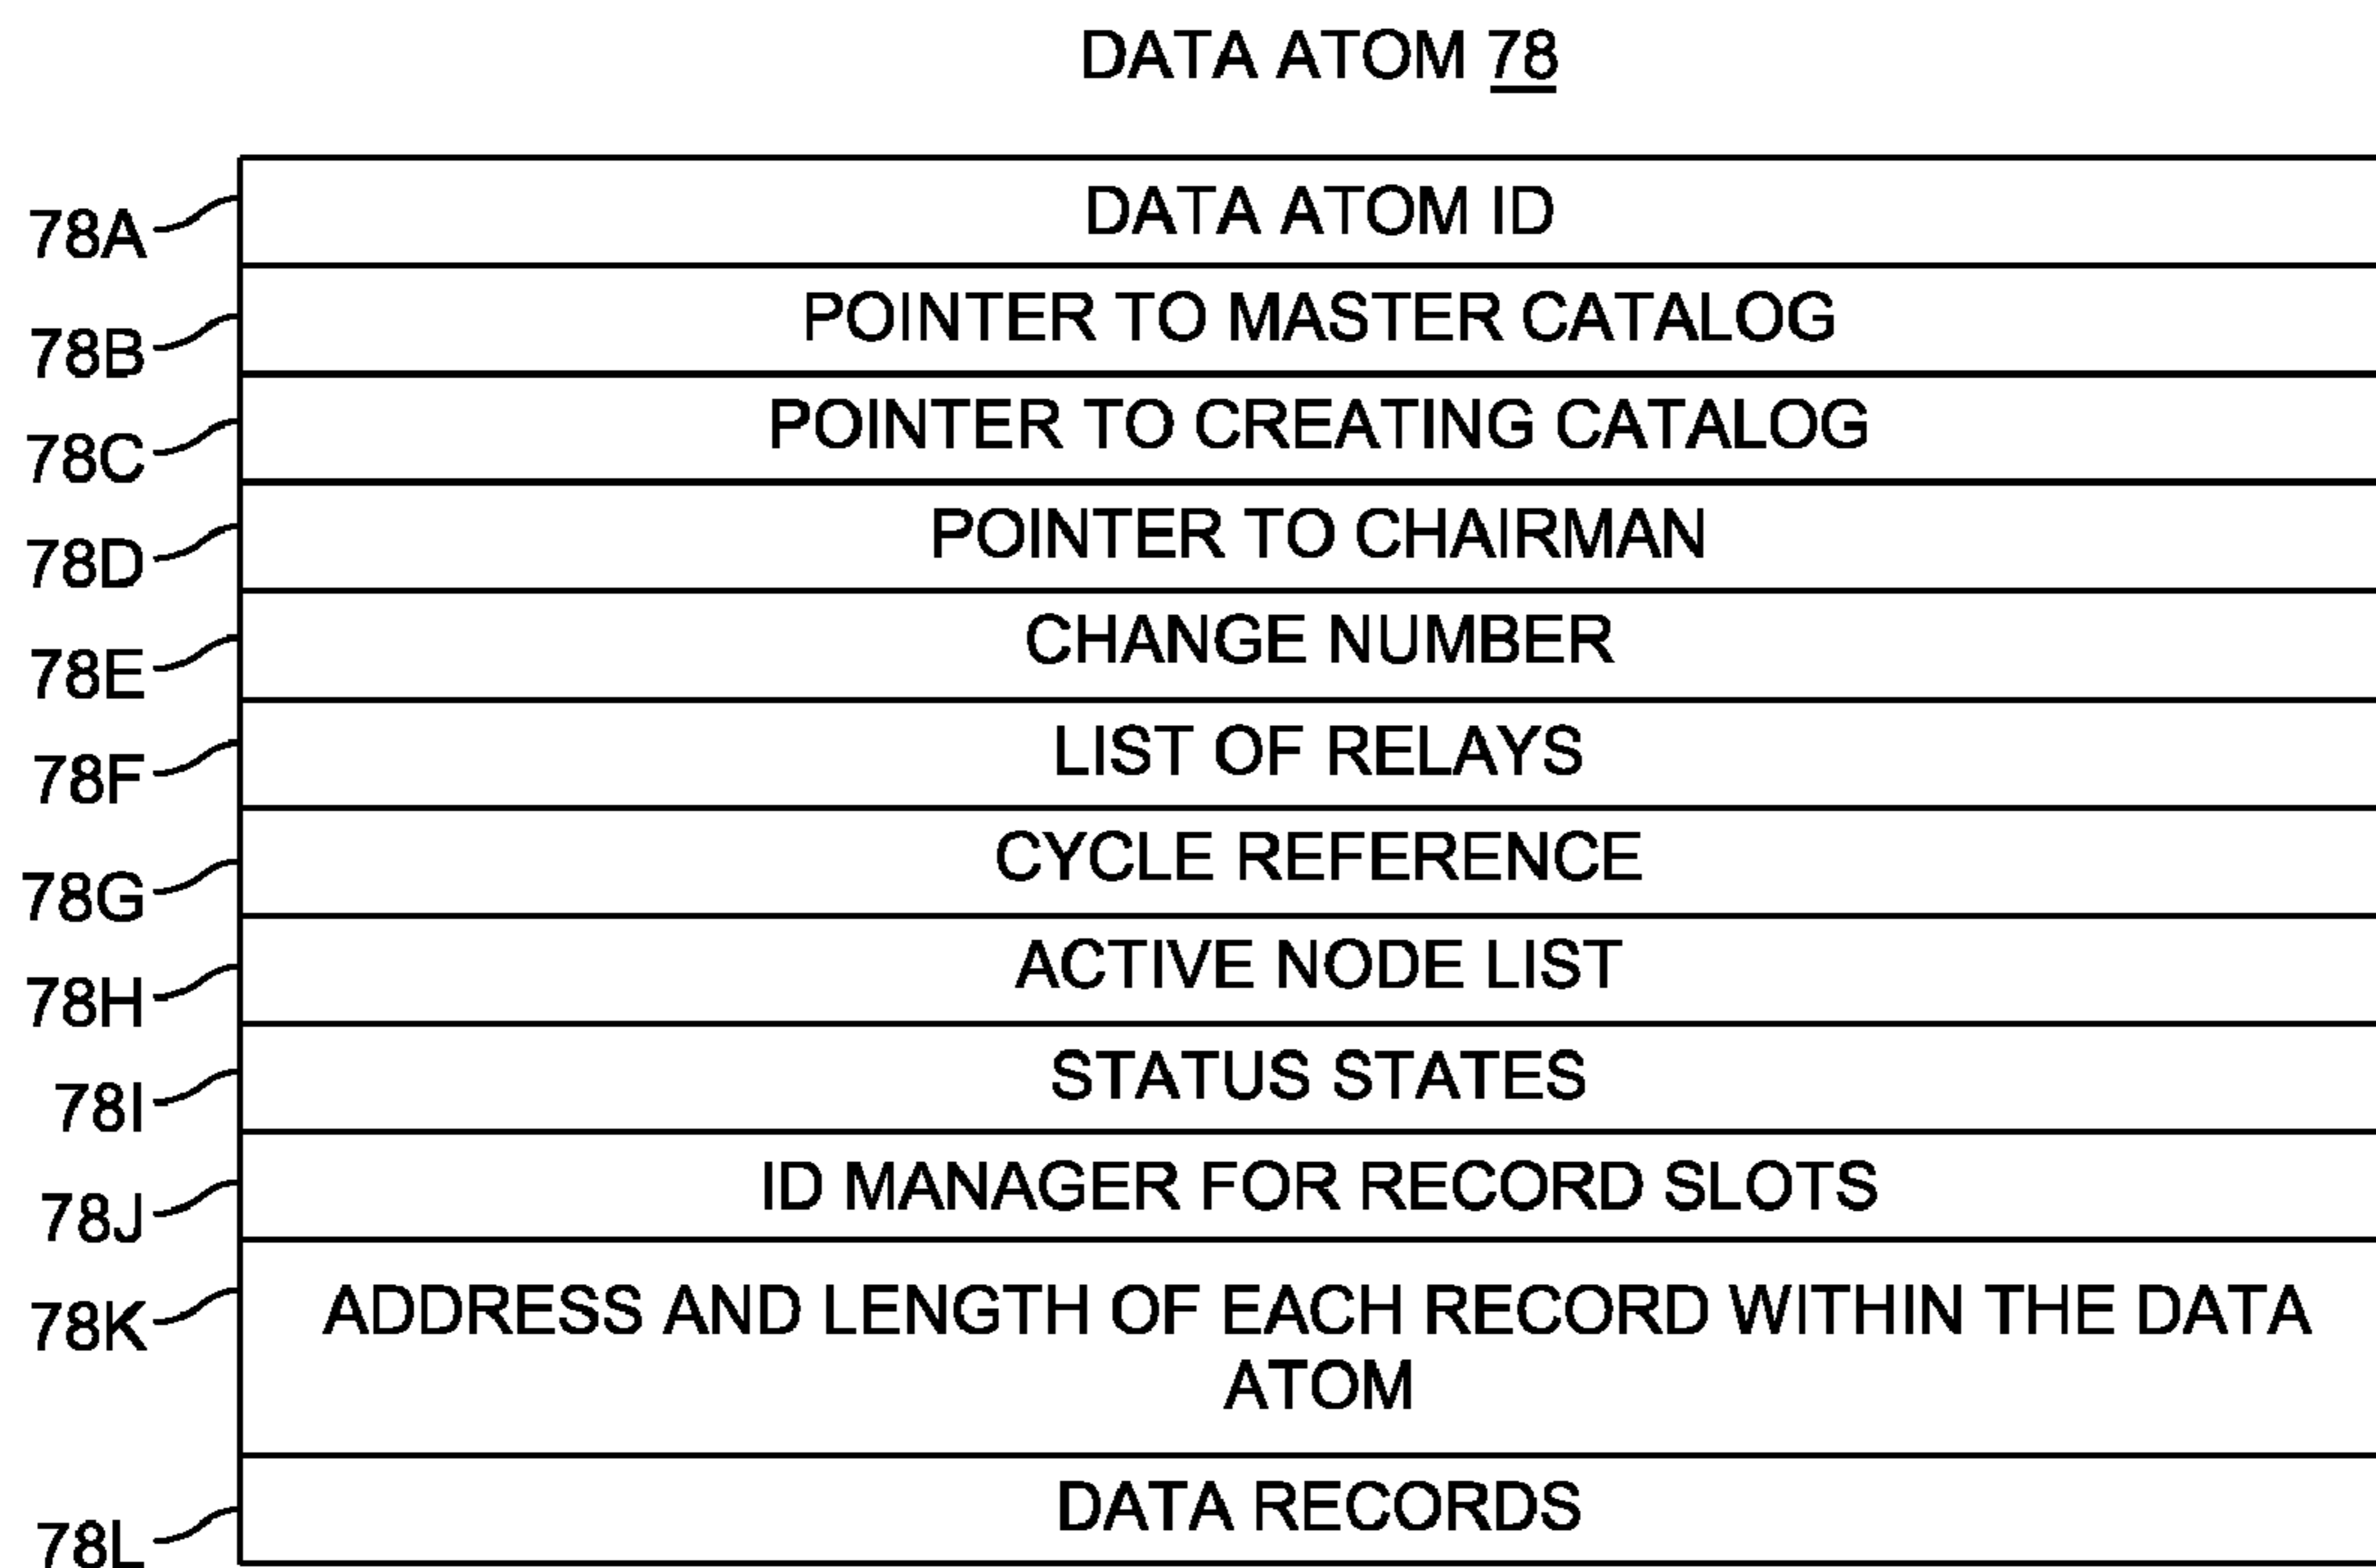 DATA ATOM 78
78A DATA ATOM ID
78B POINTER TO MASTER CATALOG
78C POINTER TO CREATING CATALOG
78D POINTER TO CHAIRMAN
78E CHANGE NUMBER
78F LIST OF RELAYS
78G CYCLE REFERENCE
78H ACTIVE NODE LIST
78I STATUS STATES
78J ID MANAGER FOR RECORD SLOTS
78K ADDRESS AND LENGTH OF EACH RECORD WITHIN THE DATA
ATOM
78L DATA RECORDS